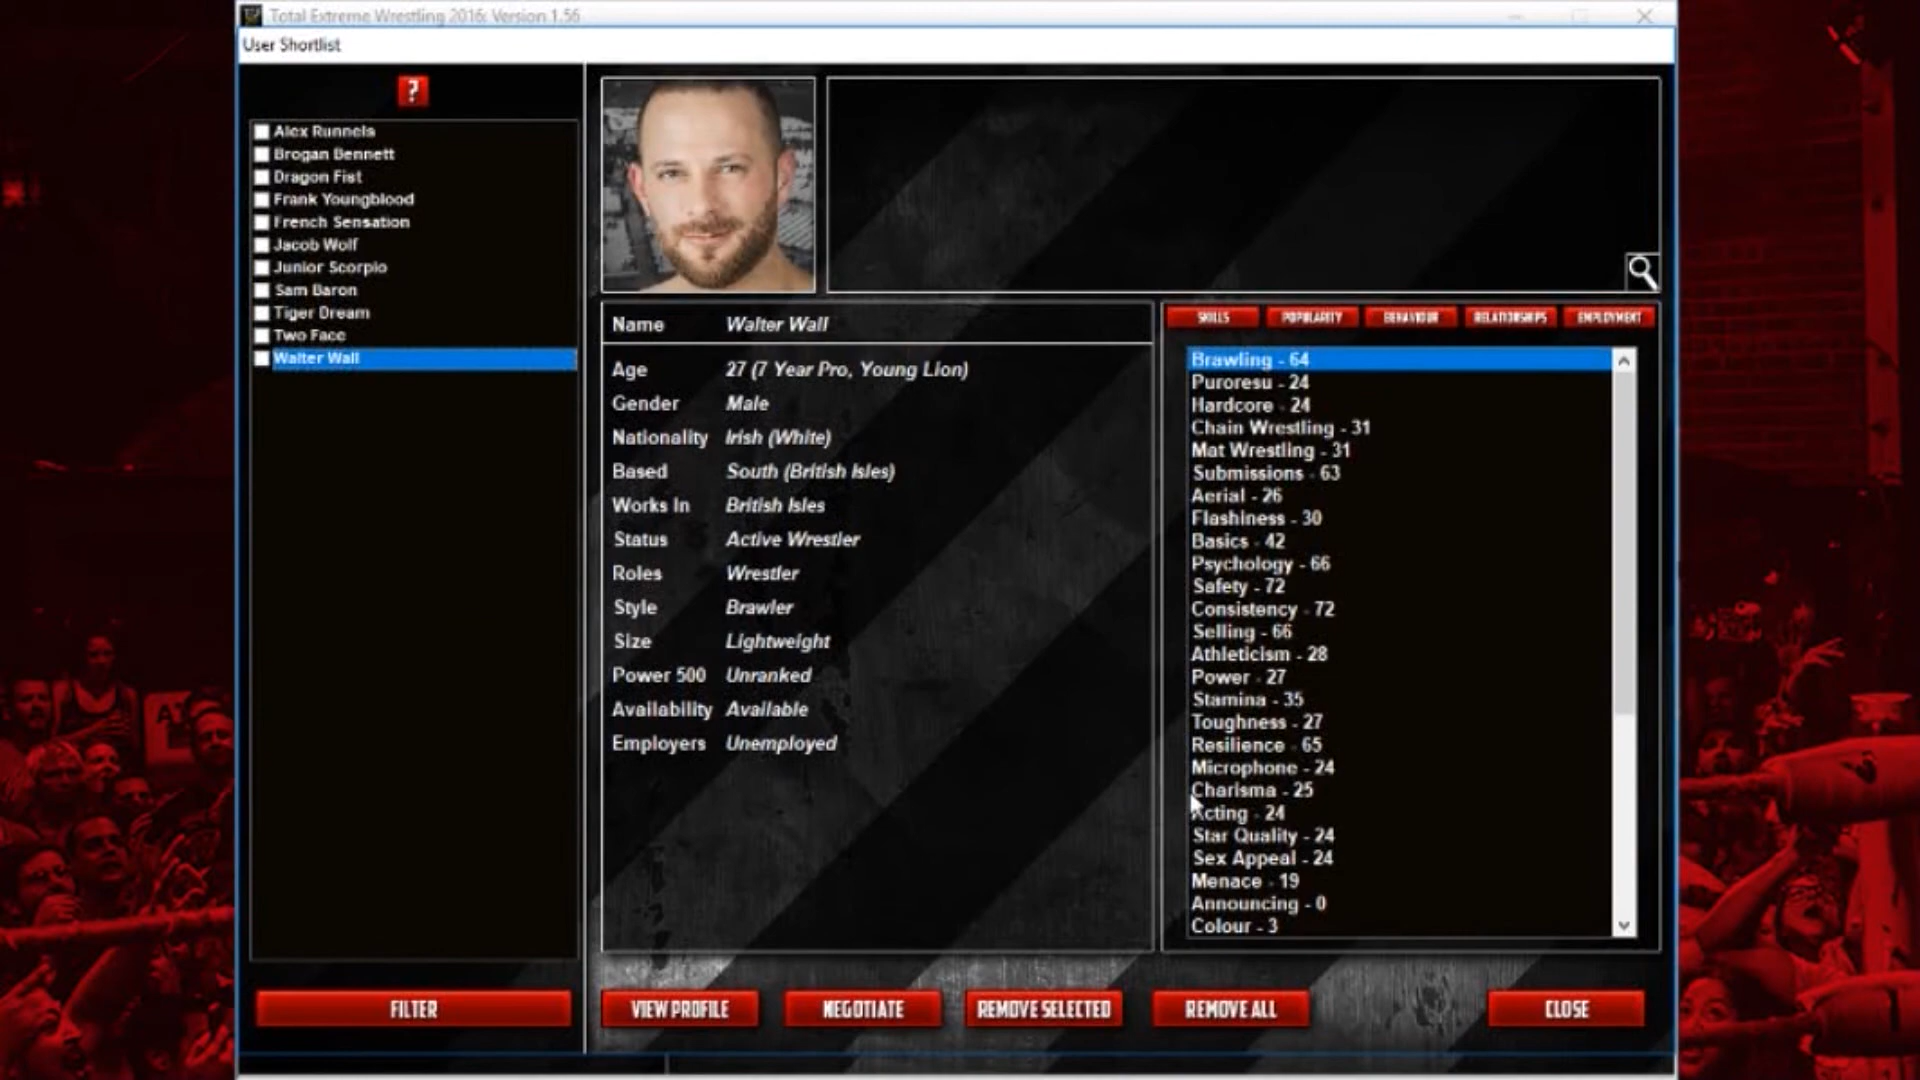 Total Extreme Wrestling 2016: Version 1.56
User Shortlist
?
Alex Runnels
Brogan Bennett
Dragon Fist
Frank Youngblood
French Sensation
Jacob Wolf
Junior Scorpio
Sam Baron
Tiger Dream
Two Face
Walter Wall
FILTER
Name Walter Wall
Age 27 (7 Year Pro, Young Lion)
Gender Male
Nationality Irish (White)
Based South (British Isles)
Works In British Isles
Status Active Wrestler
Roles Wrestler
Style Brawler
Size Lightweight
Power 500 Unranked
Availability Available
Employers Unemployed
SKILLS POPULARITY BEHAVIOUR RELATIONSHIPS EMPLOYMENT
Brawling - 64
Puroresu - 24
Hardcore - 24
Chain Wrestling - 31
Mat Wrestling - 31
Submissions - 63
Aerial - 26
Flashiness - 30
Basics - 42
Psychology - 66
Safety - 72
Consistency - 72
Selling - 66
Athleticism - 28
Power - 27
Stamina - 35
Toughness - 27
Resilience - 65
Microphone - 24
Charisma - 25
Acting - 24
Star Quality - 24
Sex Appeal - 24
Menace - 19
Announcing - 0
Colour - 3
VIEW PROFILE NEGOTIATE REMOVE SELECTED REMOVE ALL CLOSE